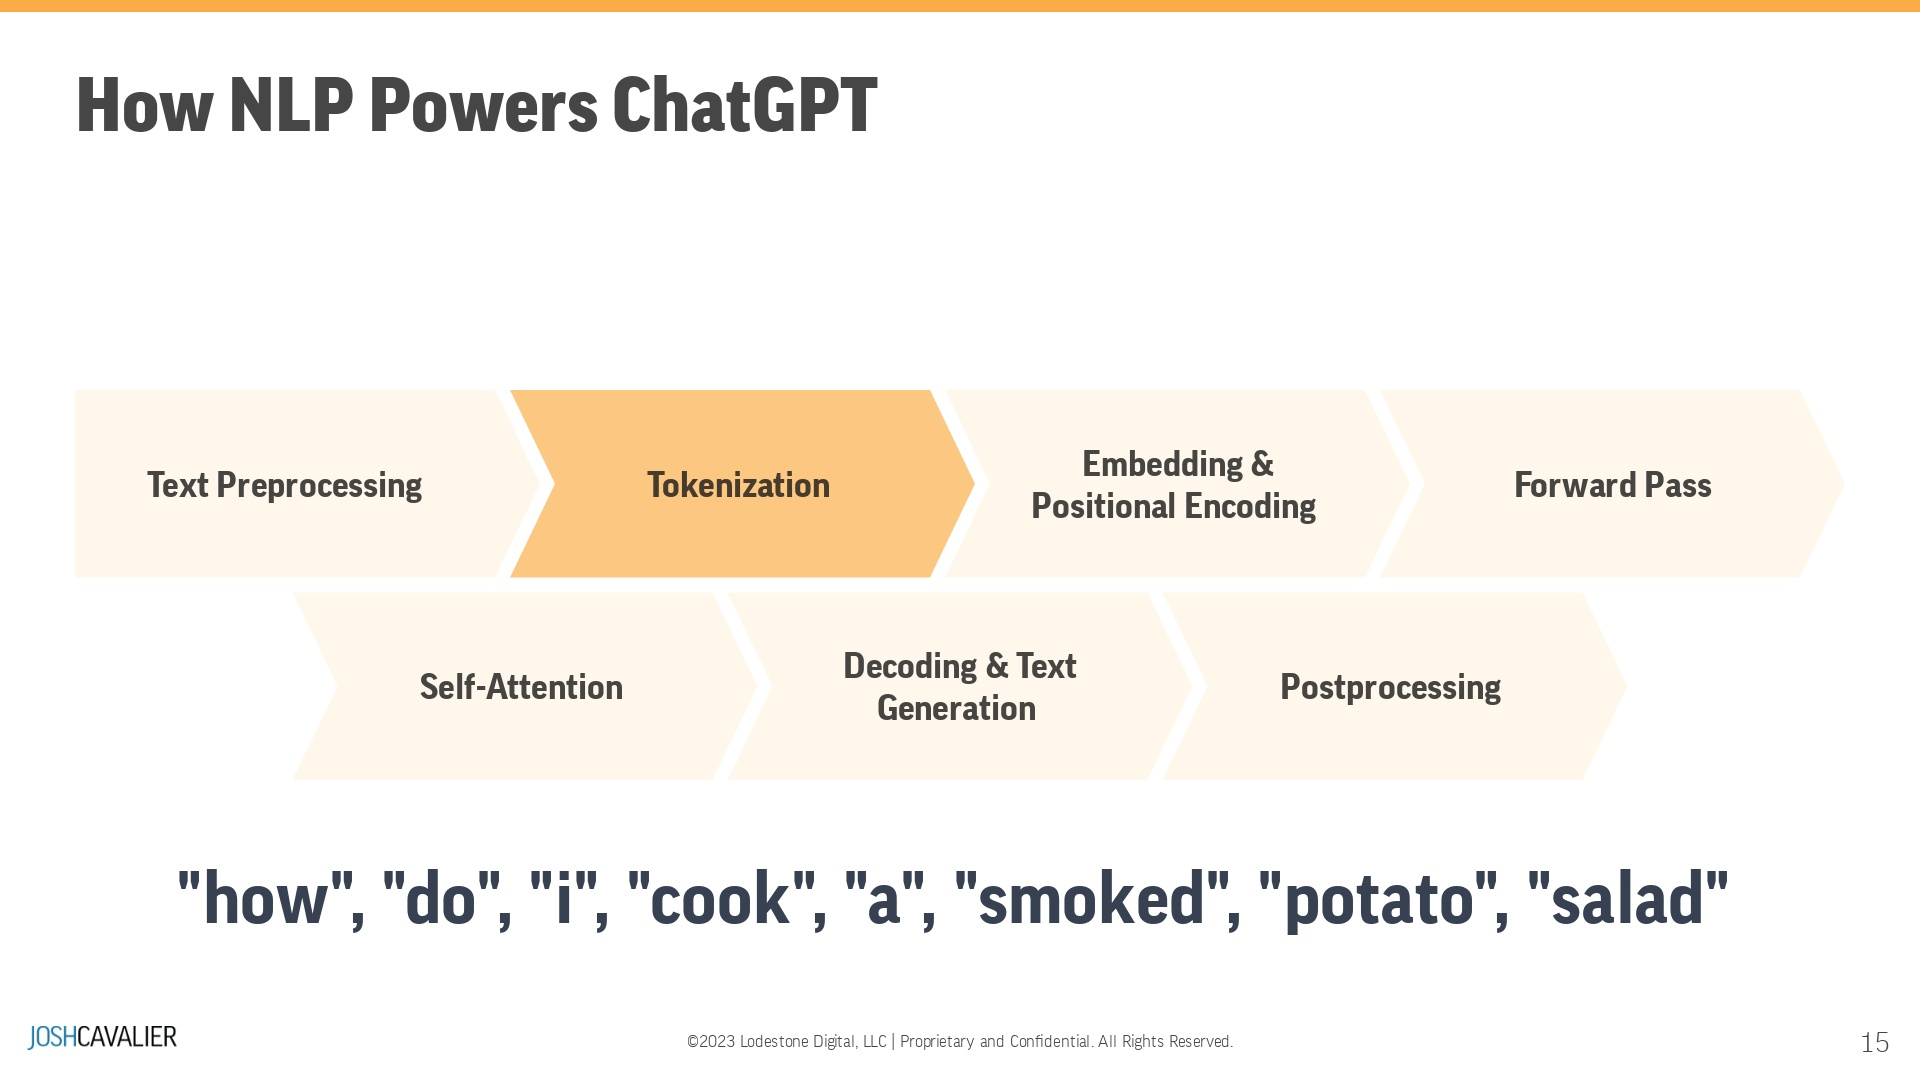 How NLP Powers ChatGPT
Text Preprocessing
Tokenization
Embedding &
Positional Encoding
Forward Pass
Self-Attention
Decoding & Text
Generation
Postprocessing
"how", "do", "i", "cook", "a", "smoked", "potato", "salad"
JOSHCAVALIER
©2023 Lodestone Digital, LLC | Proprietary and Confidential. All Rights Reserved.
15